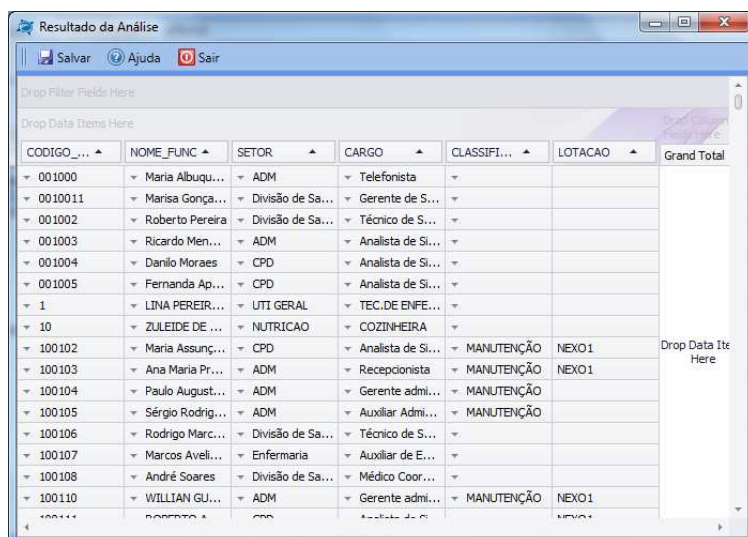 Resultado da Análise
Salvar Ajuda Sair
Drop Filter Fields Here
Drop Data Items Here
Drop Column Fields Here
CODIGO_... NOME_FUNC SETOR CARGO CLASSIFI... LOTACAO Grand Total
001000 Maria Albuqu... ADM Telefonista
0010011 Marisa Gonça... Divisão de Sa... Gerente de S...
001002 Roberto Pereira Divisão de Sa... Técnico de S...
001003 Ricardo Men... ADM Analista de Si...
001004 Danilo Moraes CPD Analista de Si...
001005 Fernanda Ap... CPD Analista de Si...
1 LINA PEREIR... UTI GERAL TEC.DE ENFE...
10 ZULEIDE DE ... NUTRICAO COZINHEIRA
100102 Maria Assunç... CPD Analista de Si... MANUTENÇÃO NEXO1 Drop Data Ite
Here
100103 Ana Maria Pr... ADM Recepcionista MANUTENÇÃO NEXO1
100104 Paulo August... ADM Gerente admi... MANUTENÇÃO
100105 Sérgio Rodrig... ADM Auxiliar Admi... MANUTENÇÃO
100106 Rodrigo Marc... Divisão de Sa... Técnico de S...
100107 Marcos Aveli... Enfermaria Auxiliar de E...
100108 André Soares Divisão de Sa... Médico Coor...
100110 WILLIAN GU... ADM Gerente admi... MANUTENÇÃO NEXO1